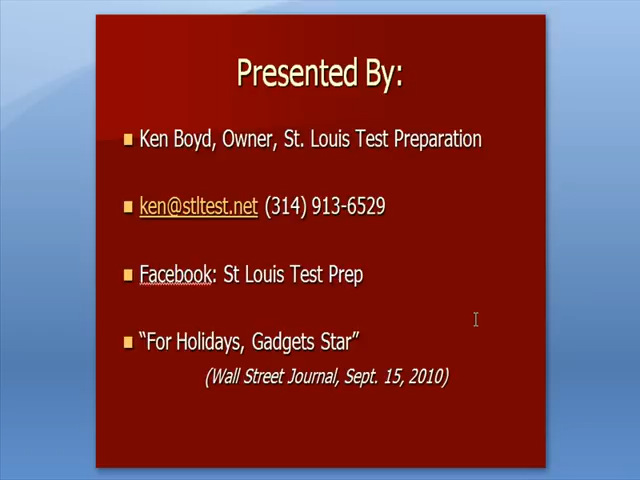 Presented By:
Ken Boyd, Owner, St. Louis Test Preparation
ken@stltest.net (314) 913-6529
Facebook: St Louis Test Prep
“For Holidays, Gadgets Star”
(Wall Street Journal, Sept. 15, 2010)